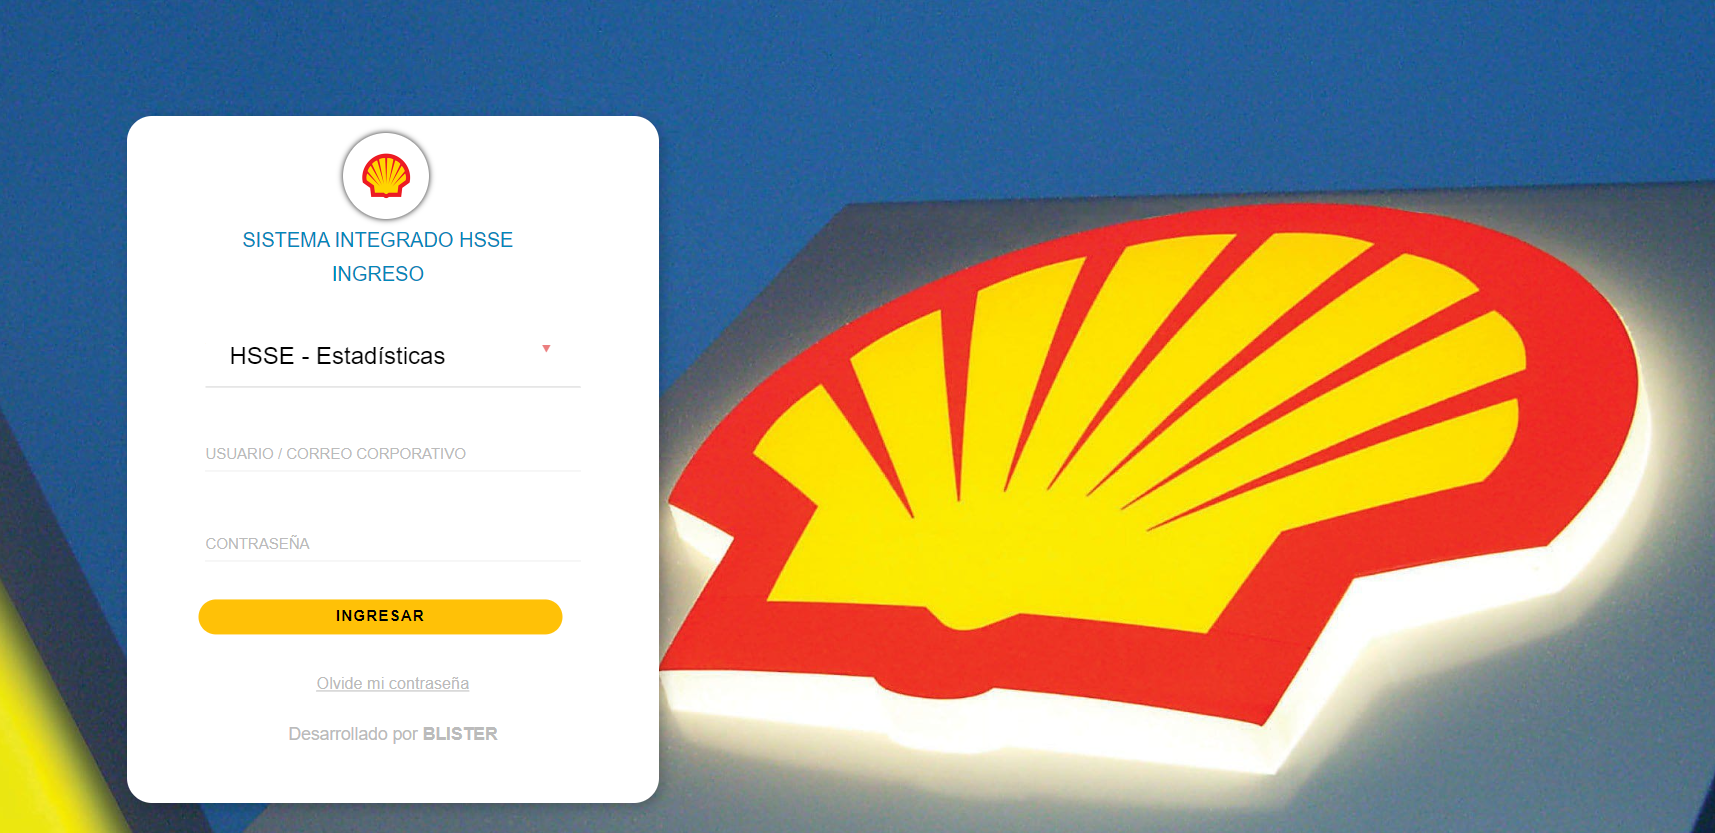 SISTEMA INTEGRADO HSSE
INGRESO
HSSE - Estadísticas
USUARIO / CORREO CORPORATIVO
CONTRASEÑA
INGRESAR
Olvide mi contraseña
Desarrollado por BLISTER